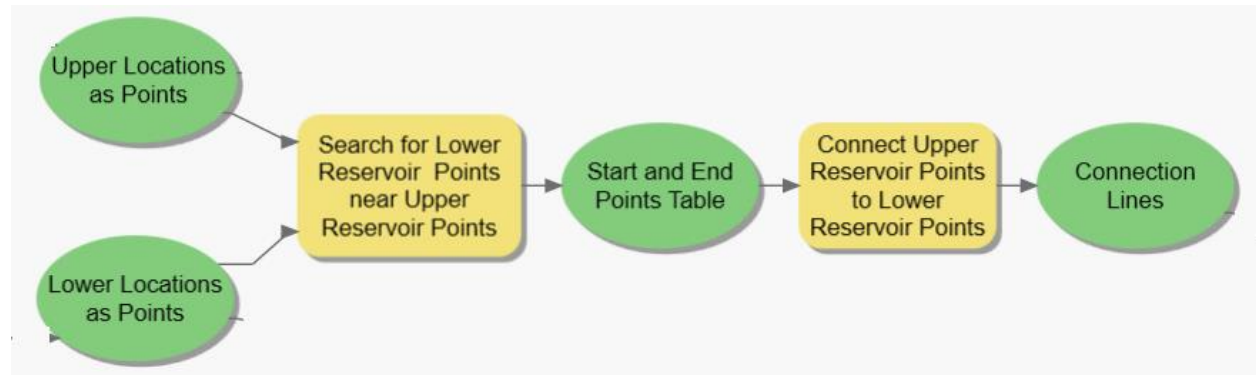 Upper Locations
as Points
Search for Lower
Reservoir Points
near Upper
Reservoir Points
Start and End
Points Table
Connect Upper
Reservoir Points
to Lower
Reservoir Points
Connection
Lines
Lower Locations
as Points